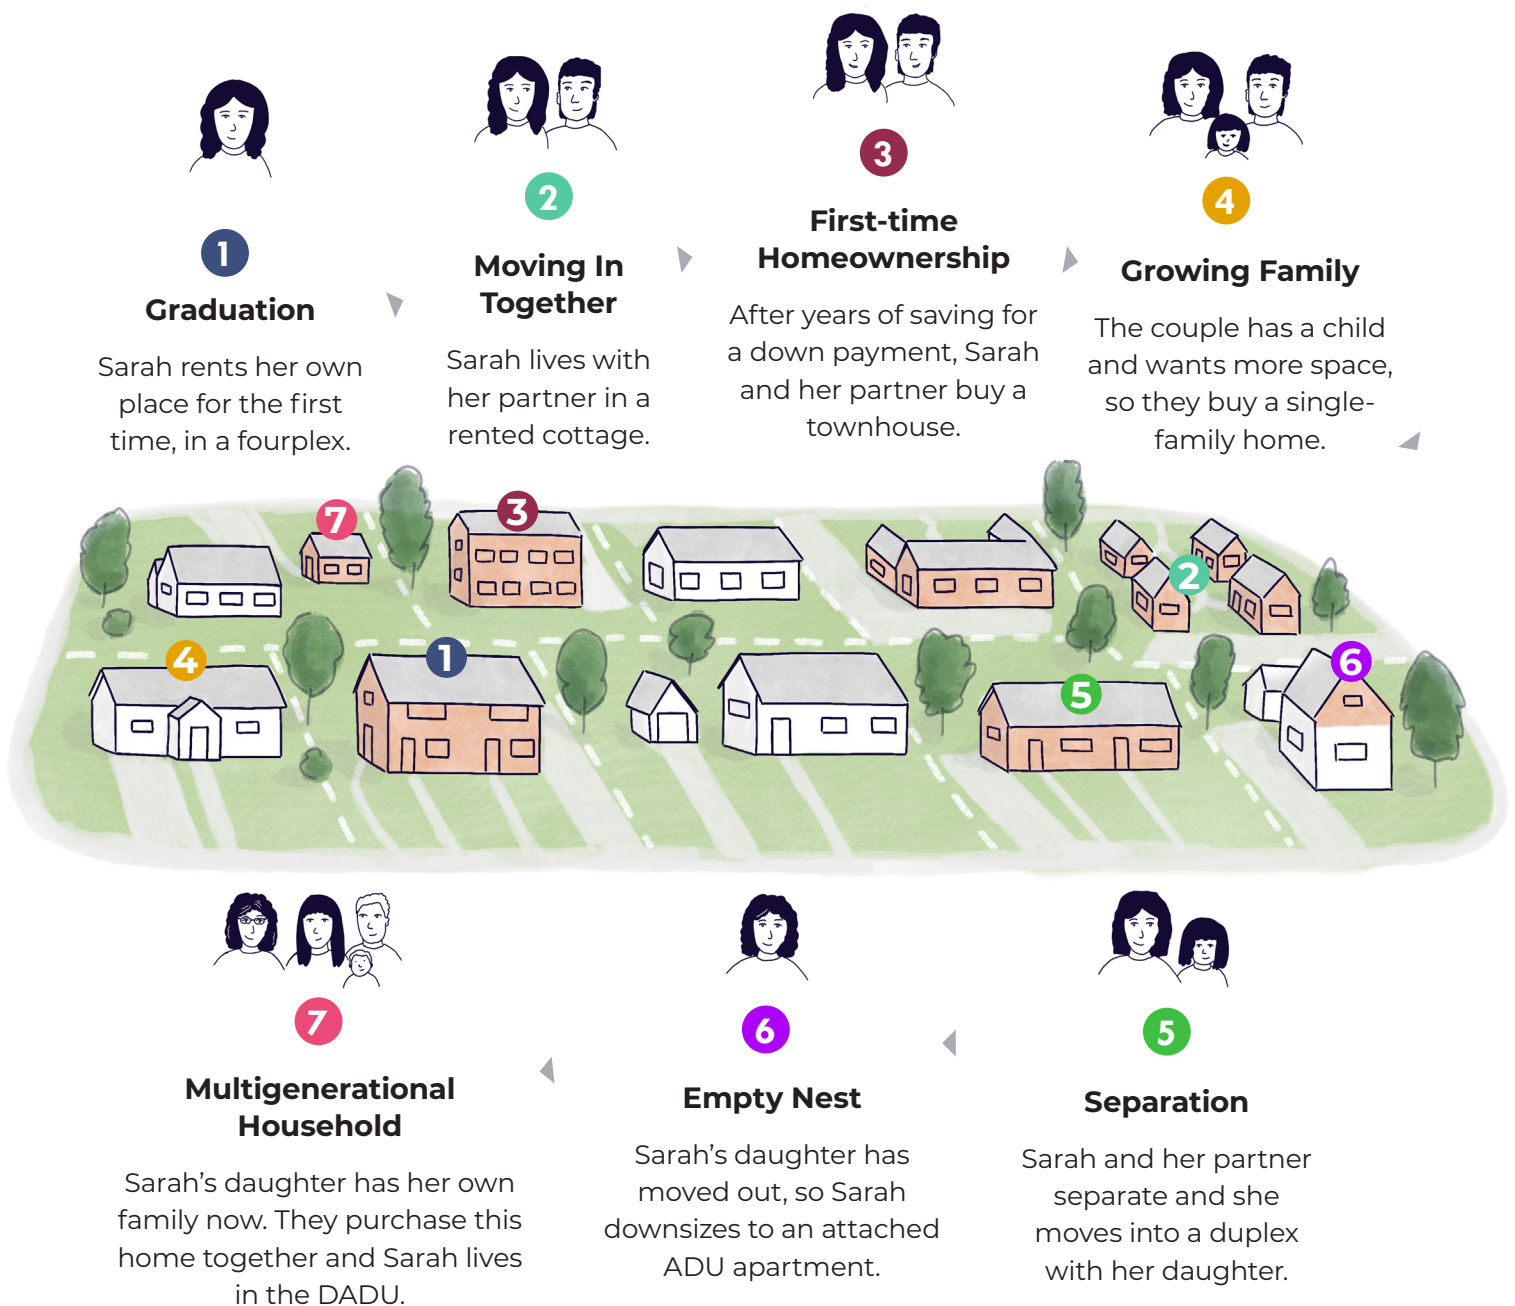 1
Graduation
Sarah rents her own
place for the first
time, in a fourplex.
2
Moving In
Together
Sarah lives with
her partner in a
rented cottage.
3
First-time
Homeownership
After years of saving for
a down payment, Sarah
and her partner buy a
townhouse.
4
Growing Family
The couple has a child
and wants more space,
so they buy a single-
family home.
7
3
2
4
1
5
6
7
Multigenerational
Household
Sarah’s daughter has her own
family now. They purchase this
home together and Sarah lives
in the DADU.
6
Empty Nest
Sarah’s daughter has
moved out, so Sarah
downsizes to an attached
ADU apartment.
5
Separation
Sarah and her partner
separate and she
moves into a duplex
with her daughter.